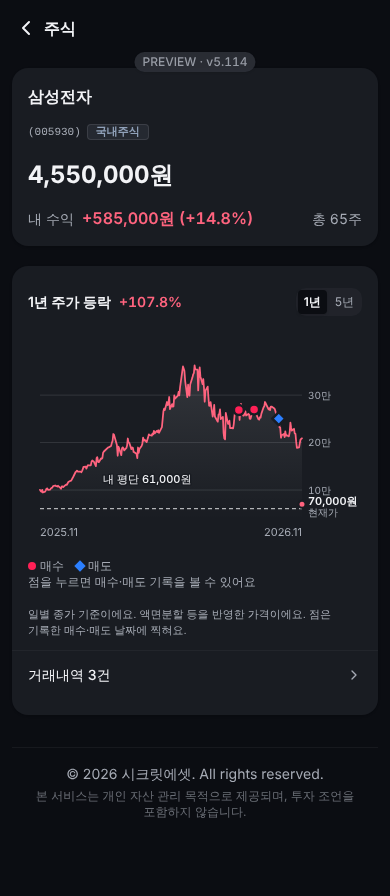 주식
PREVIEW · v5.114
삼성전자
(005930) 국내주식
4,550,000원
내 수익 +585,000원 (+14.8%) 총 65주
1년 주가 등락 +107.8% 1년 5년
30만
20만
내 평단 61,000원
10만
70,000원
현재가
2025.11 2026.11
매수 매도
점을 누르면 매수·매도 기록을 볼 수 있어요
일별 종가 기준이에요. 액면분할 등을 반영한 가격이에요. 점은
기록한 매수·매도 날짜에 찍혀요.
거래내역 3건
© 2026 시크릿에셋. All rights reserved.
본 서비스는 개인 자산 관리 목적으로 제공되며, 투자 조언을
포함하지 않습니다.